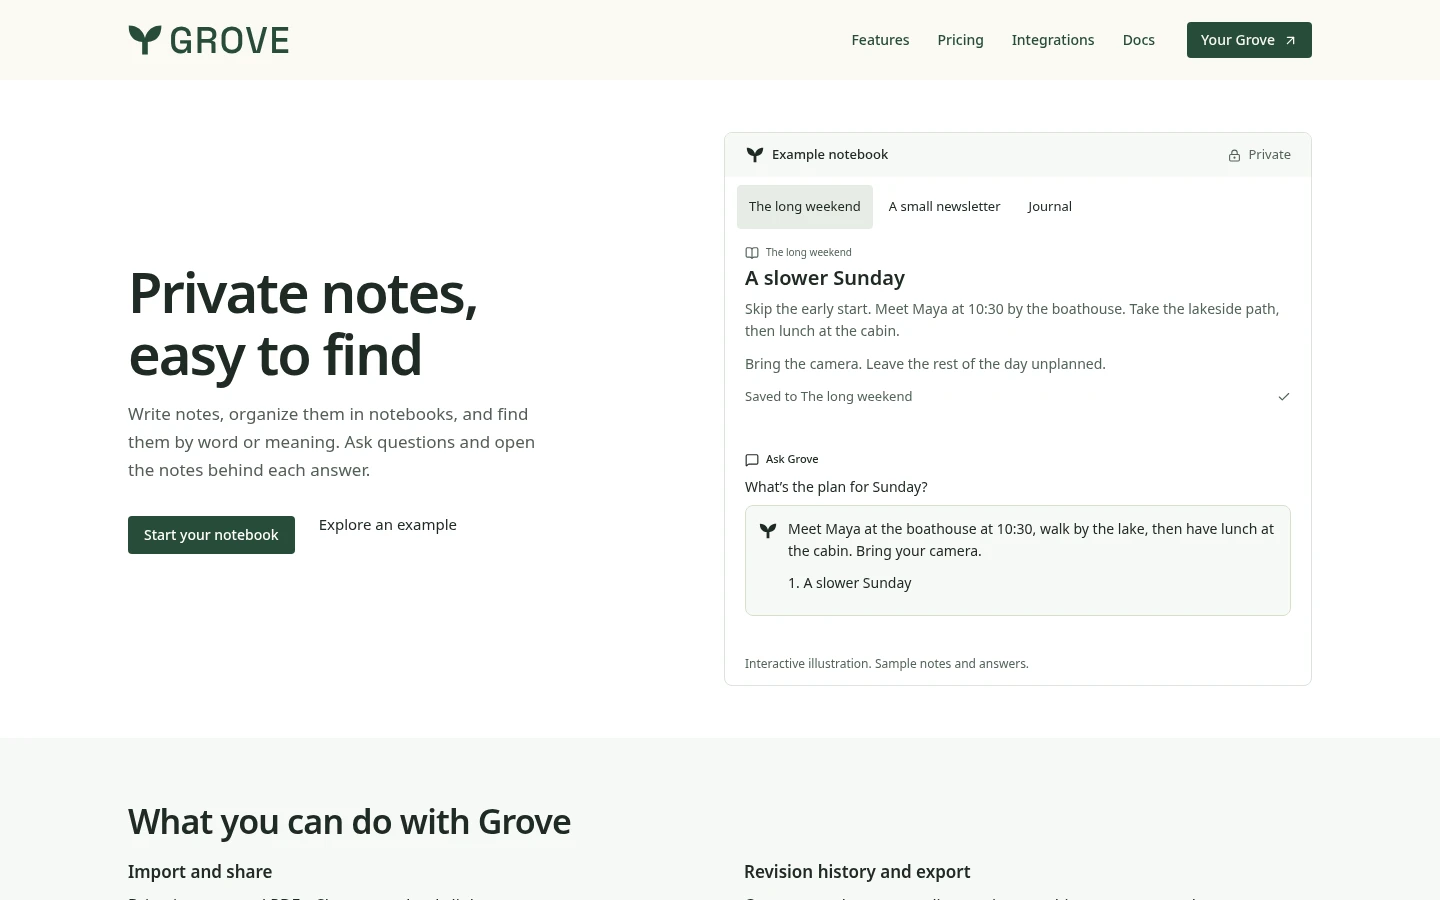 GROVE
Features
Pricing
Integrations
Docs
Your Grove
Private notes,
easy to find
Write notes, organize them in notebooks, and find
them by word or meaning. Ask questions and open
the notes behind each answer.
Start your notebook
Explore an example
Example notebook
Private
The long weekend
A small newsletter
Journal
The long weekend
A slower Sunday
Skip the early start. Meet Maya at 10:30 by the boathouse. Take the lakeside path,
then lunch at the cabin.
Bring the camera. Leave the rest of the day unplanned.
Saved to The long weekend
Ask Grove
What’s the plan for Sunday?
Meet Maya at the boathouse at 10:30, walk by the lake, then have lunch at
the cabin. Bring your camera.
1. A slower Sunday
Interactive illustration. Sample notes and answers.
What you can do with Grove
Import and share
Revision history and export